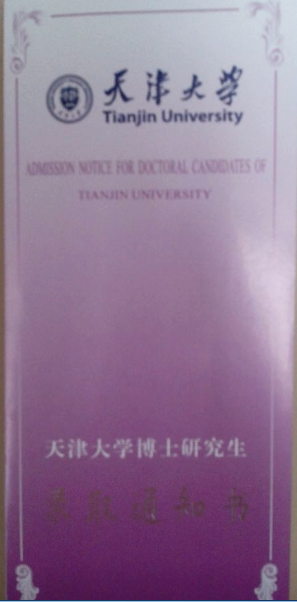 天津大学
Tianjin University
ADMISSION NOTICE FOR DOCTORAL CANDIDATES OF
TIANJIN UNIVERSITY
天津大学博士研究生
录取通知书